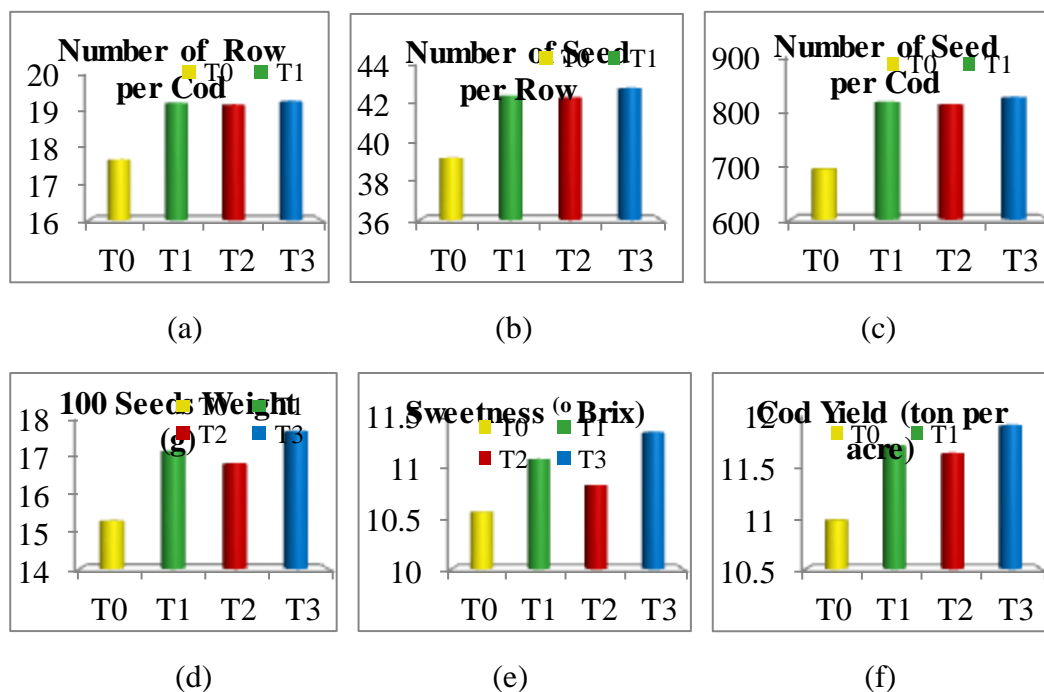 Number of Row
per Cod
T0 T1
20
19
18
17
16
T0 T1 T2 T3
(a)
Number of Seed
per Row
T0 T1
44
42
40
38
36
T0 T1 T2 T3
(b)
Number of Seed
per Cod
T0 T1
900
800
700
600
T0 T1 T2 T3
(c)
100 Seeds Weight
(g)
T0 T1
T2 T3
18
17
16
15
14
T0 T1 T2 T3
(d)
Sweetness (o Brix)
T0 T1
T2 T3
11.5
11
10.5
10
T0 T1 T2 T3
(e)
Cod Yield (ton per
acre)
T0 T1
12
11.5
11
10.5
T0 T1 T2 T3
(f)